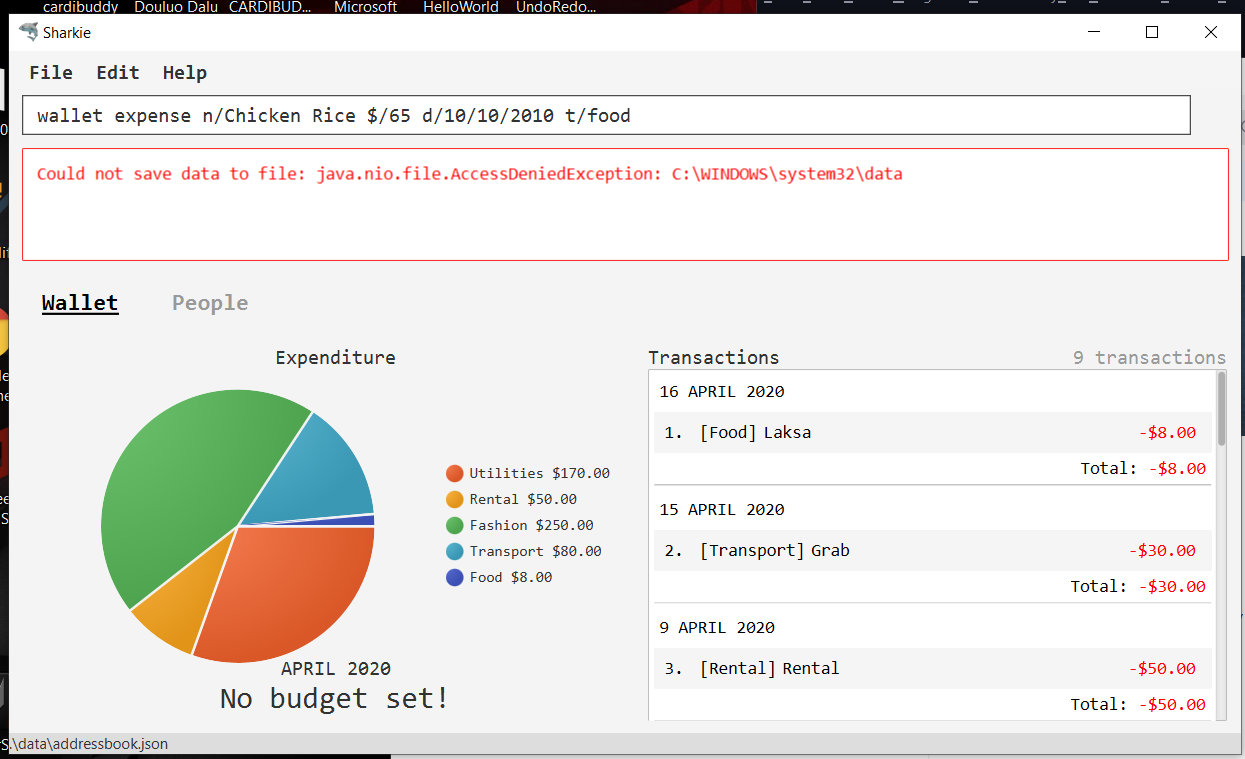 cardibuddy Douluo Dalu CARDIBUD... Microsoft HelloWorld UndoRedo...
Sharkie
File Edit Help
wallet expense n/Chicken Rice $/65 d/10/10/2010 t/food
Could not save data to file: java.nio.file.AccessDeniedException: C:\WINDOWS\system32\data
Wallet People
Expenditure
Utilities $170.00
Rental $50.00
Fashion $250.00
Transport $80.00
Food $8.00
APRIL 2020
No budget set!
Transactions 9 transactions
16 APRIL 2020
1. [Food] Laksa -$8.00
Total: -$8.00
15 APRIL 2020
2. [Transport] Grab -$30.00
Total: -$30.00
9 APRIL 2020
3. [Rental] Rental -$50.00
Total: -$50.00
.\data\addressbook.json